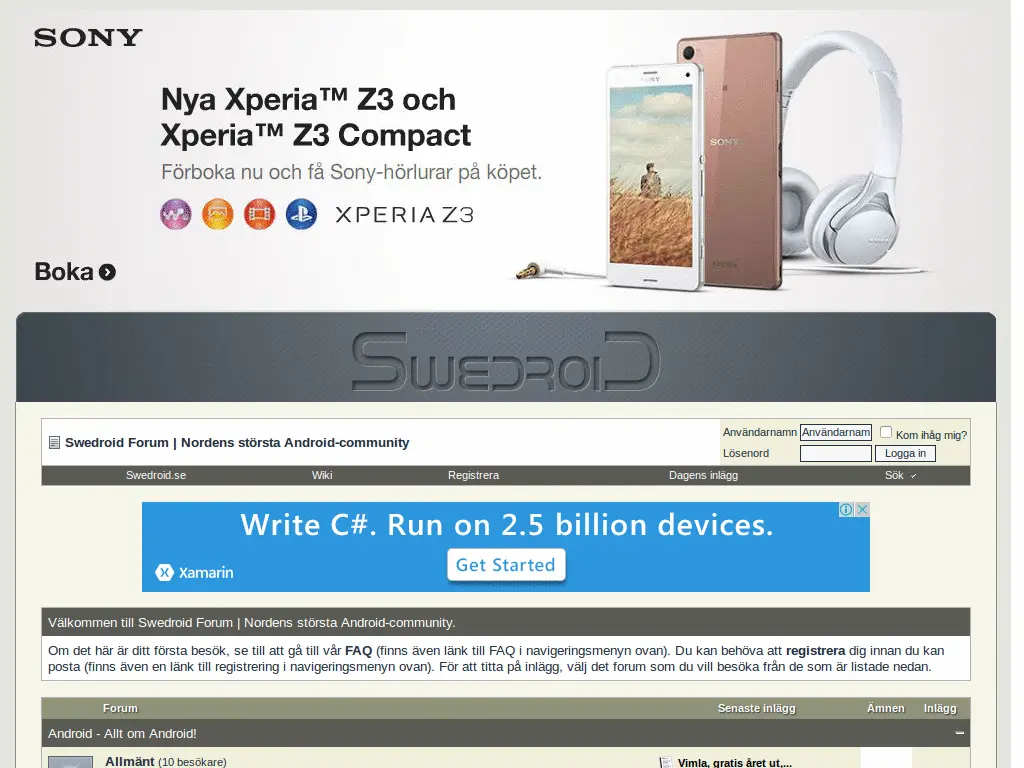 SONY
Nya Xperia™ Z3 och
Xperia™ Z3 Compact
Förboka nu och få Sony-hörlurar på köpet.
XPERIA Z3
Boka
SONY
SONY
SWEDROID
Swedroid Forum | Nordens största Android-community
Användarnamn Användarnam Kom ihåg mig?
Lösenord Logga in
Swedroid.se Wiki Registrera Dagens inlägg Sök
Write C#. Run on 2.5 billion devices.
Get Started
Xamarin
Välkommen till Swedroid Forum | Nordens största Android-community.
Om det här är ditt första besök, se till att gå till vår FAQ (finns även länk till FAQ i navigeringsmenyn ovan). Du kan behöva att registrera dig innan du kan
posta (finns även en länk till registrering i navigeringsmenyn ovan). För att titta på inlägg, välj det forum som du vill besöka från de som är listade nedan.
Forum Senaste inlägg Ämnen Inlägg
Android - Allt om Android!
Allmänt (10 besökare) Vimla, gratis året ut,...